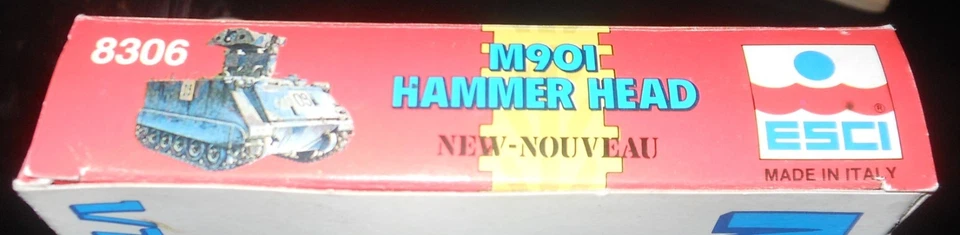 8306
M901
HAMMER HEAD
NEW-NOUVEAU
®
ESCI
MADE IN ITALY